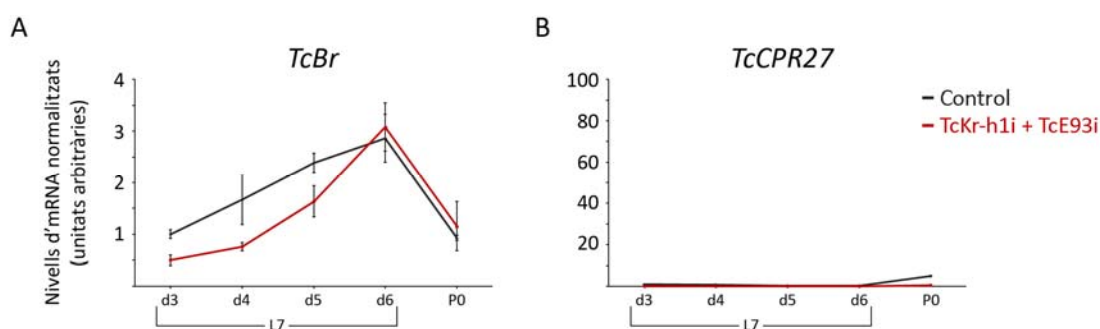 A
TcBr
Nivells d'mRNA normalitzats
(unitats arbitràries)
4
3
2
1
d3 d4 d5 d6 P0
L7
B
TcCPR27
100
80
60
40
20
d3 d4 d5 d6 P0
L7
Control
TcKr-h1i + TcE93i